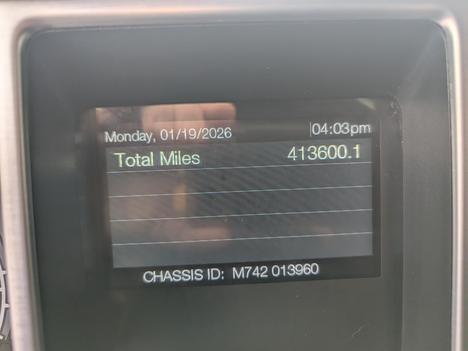 Monday, 01/19/2026 04:03pm
Total Miles 413600.1
CHASSIS ID: M742 013960